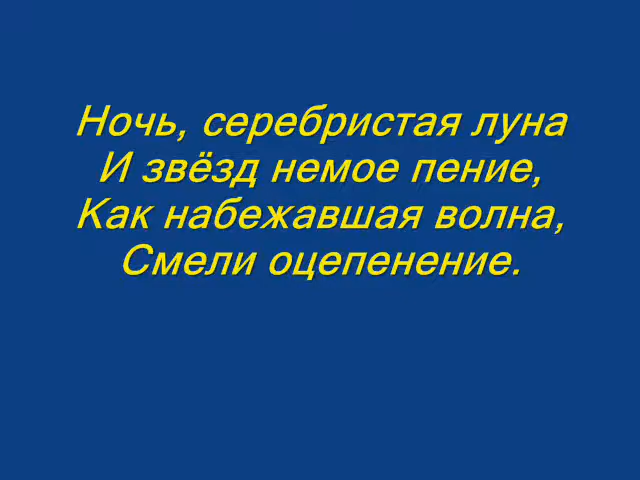 Ночь, серебристая луна
И звёзд немое пение,
Как набежавшая волна,
Смели оцепенение.